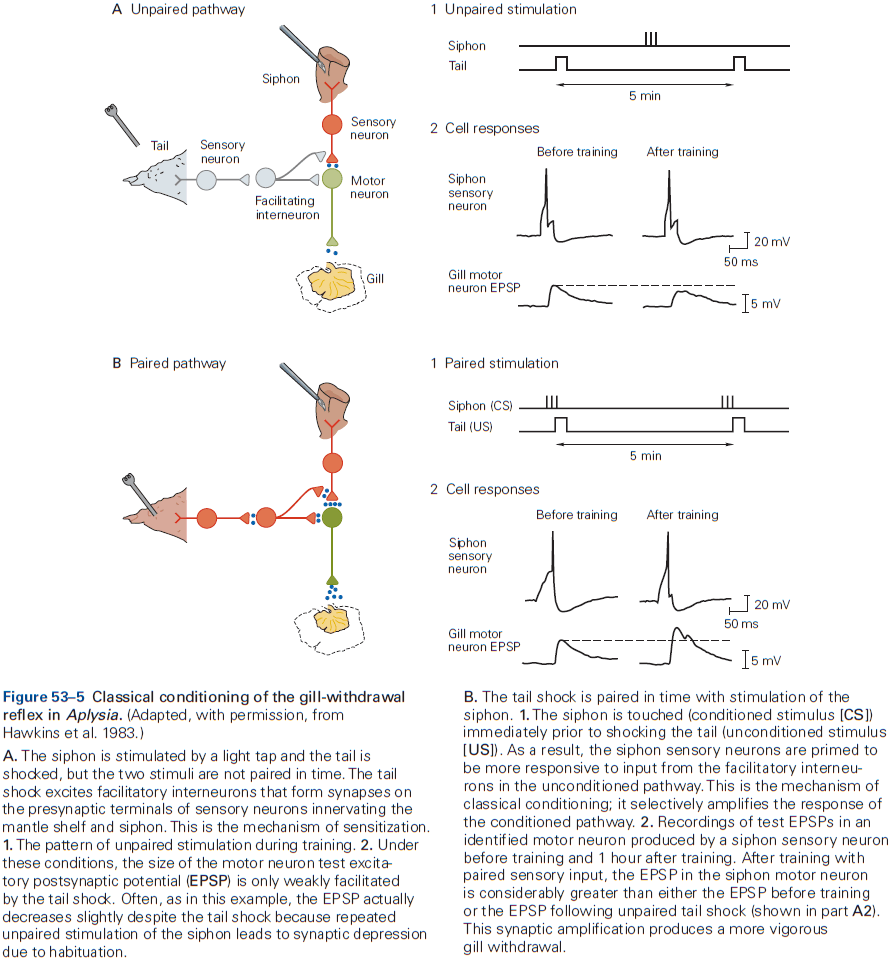 A Unpaired pathway
Siphon
Sensory
neuron
Tail
Sensory
neuron
Facilitating
interneuron
Motor
neuron
Gill
1 Unpaired stimulation
Siphon
Tail
5 min
2 Cell responses
Before training
After training
Siphon
sensory
neuron
20 mV
50 ms
Gill motor
neuron EPSP
5 mV
B Paired pathway
1 Paired stimulation
Siphon (CS)
Tail (US)
5 min
2 Cell responses
Before training
After training
Siphon
sensory
neuron
20 mV
50 ms
Gill motor
neuron EPSP
5 mV
Figure 53–5 Classical conditioning of the gill-withdrawal
reflex in Aplysia. (Adapted, with permission, from
Hawkins et al. 1983.)
A. The siphon is stimulated by a light tap and the tail is
shocked, but the two stimuli are not paired in time. The tail
shock excites facilitatory interneurons that form synapses on
the presynaptic terminals of sensory neurons innervating the
mantle shelf and siphon. This is the mechanism of sensitization.
1. The pattern of unpaired stimulation during training. 2. Under
these conditions, the size of the motor neuron test excita-
tory postsynaptic potential (EPSP) is only weakly facilitated
by the tail shock. Often, as in this example, the EPSP actually
decreases slightly despite the tail shock because repeated
unpaired stimulation of the siphon leads to synaptic depression
due to habituation.
B. The tail shock is paired in time with stimulation of the
siphon. 1. The siphon is touched (conditioned stimulus [CS])
immediately prior to shocking the tail (unconditioned stimulus
[US]). As a result, the siphon sensory neurons are primed to
be more responsive to input from the facilitatory interneu-
rons in the unconditioned pathway. This is the mechanism of
classical conditioning; it selectively amplifies the response of
the conditioned pathway. 2. Recordings of test EPSPs in an
identified motor neuron produced by a siphon sensory neuron
before training and 1 hour after training. After training with
paired sensory input, the EPSP in the siphon motor neuron
is considerably greater than either the EPSP before training
or the EPSP following unpaired tail shock (shown in part A2).
This synaptic amplification produces a more vigorous
gill withdrawal.